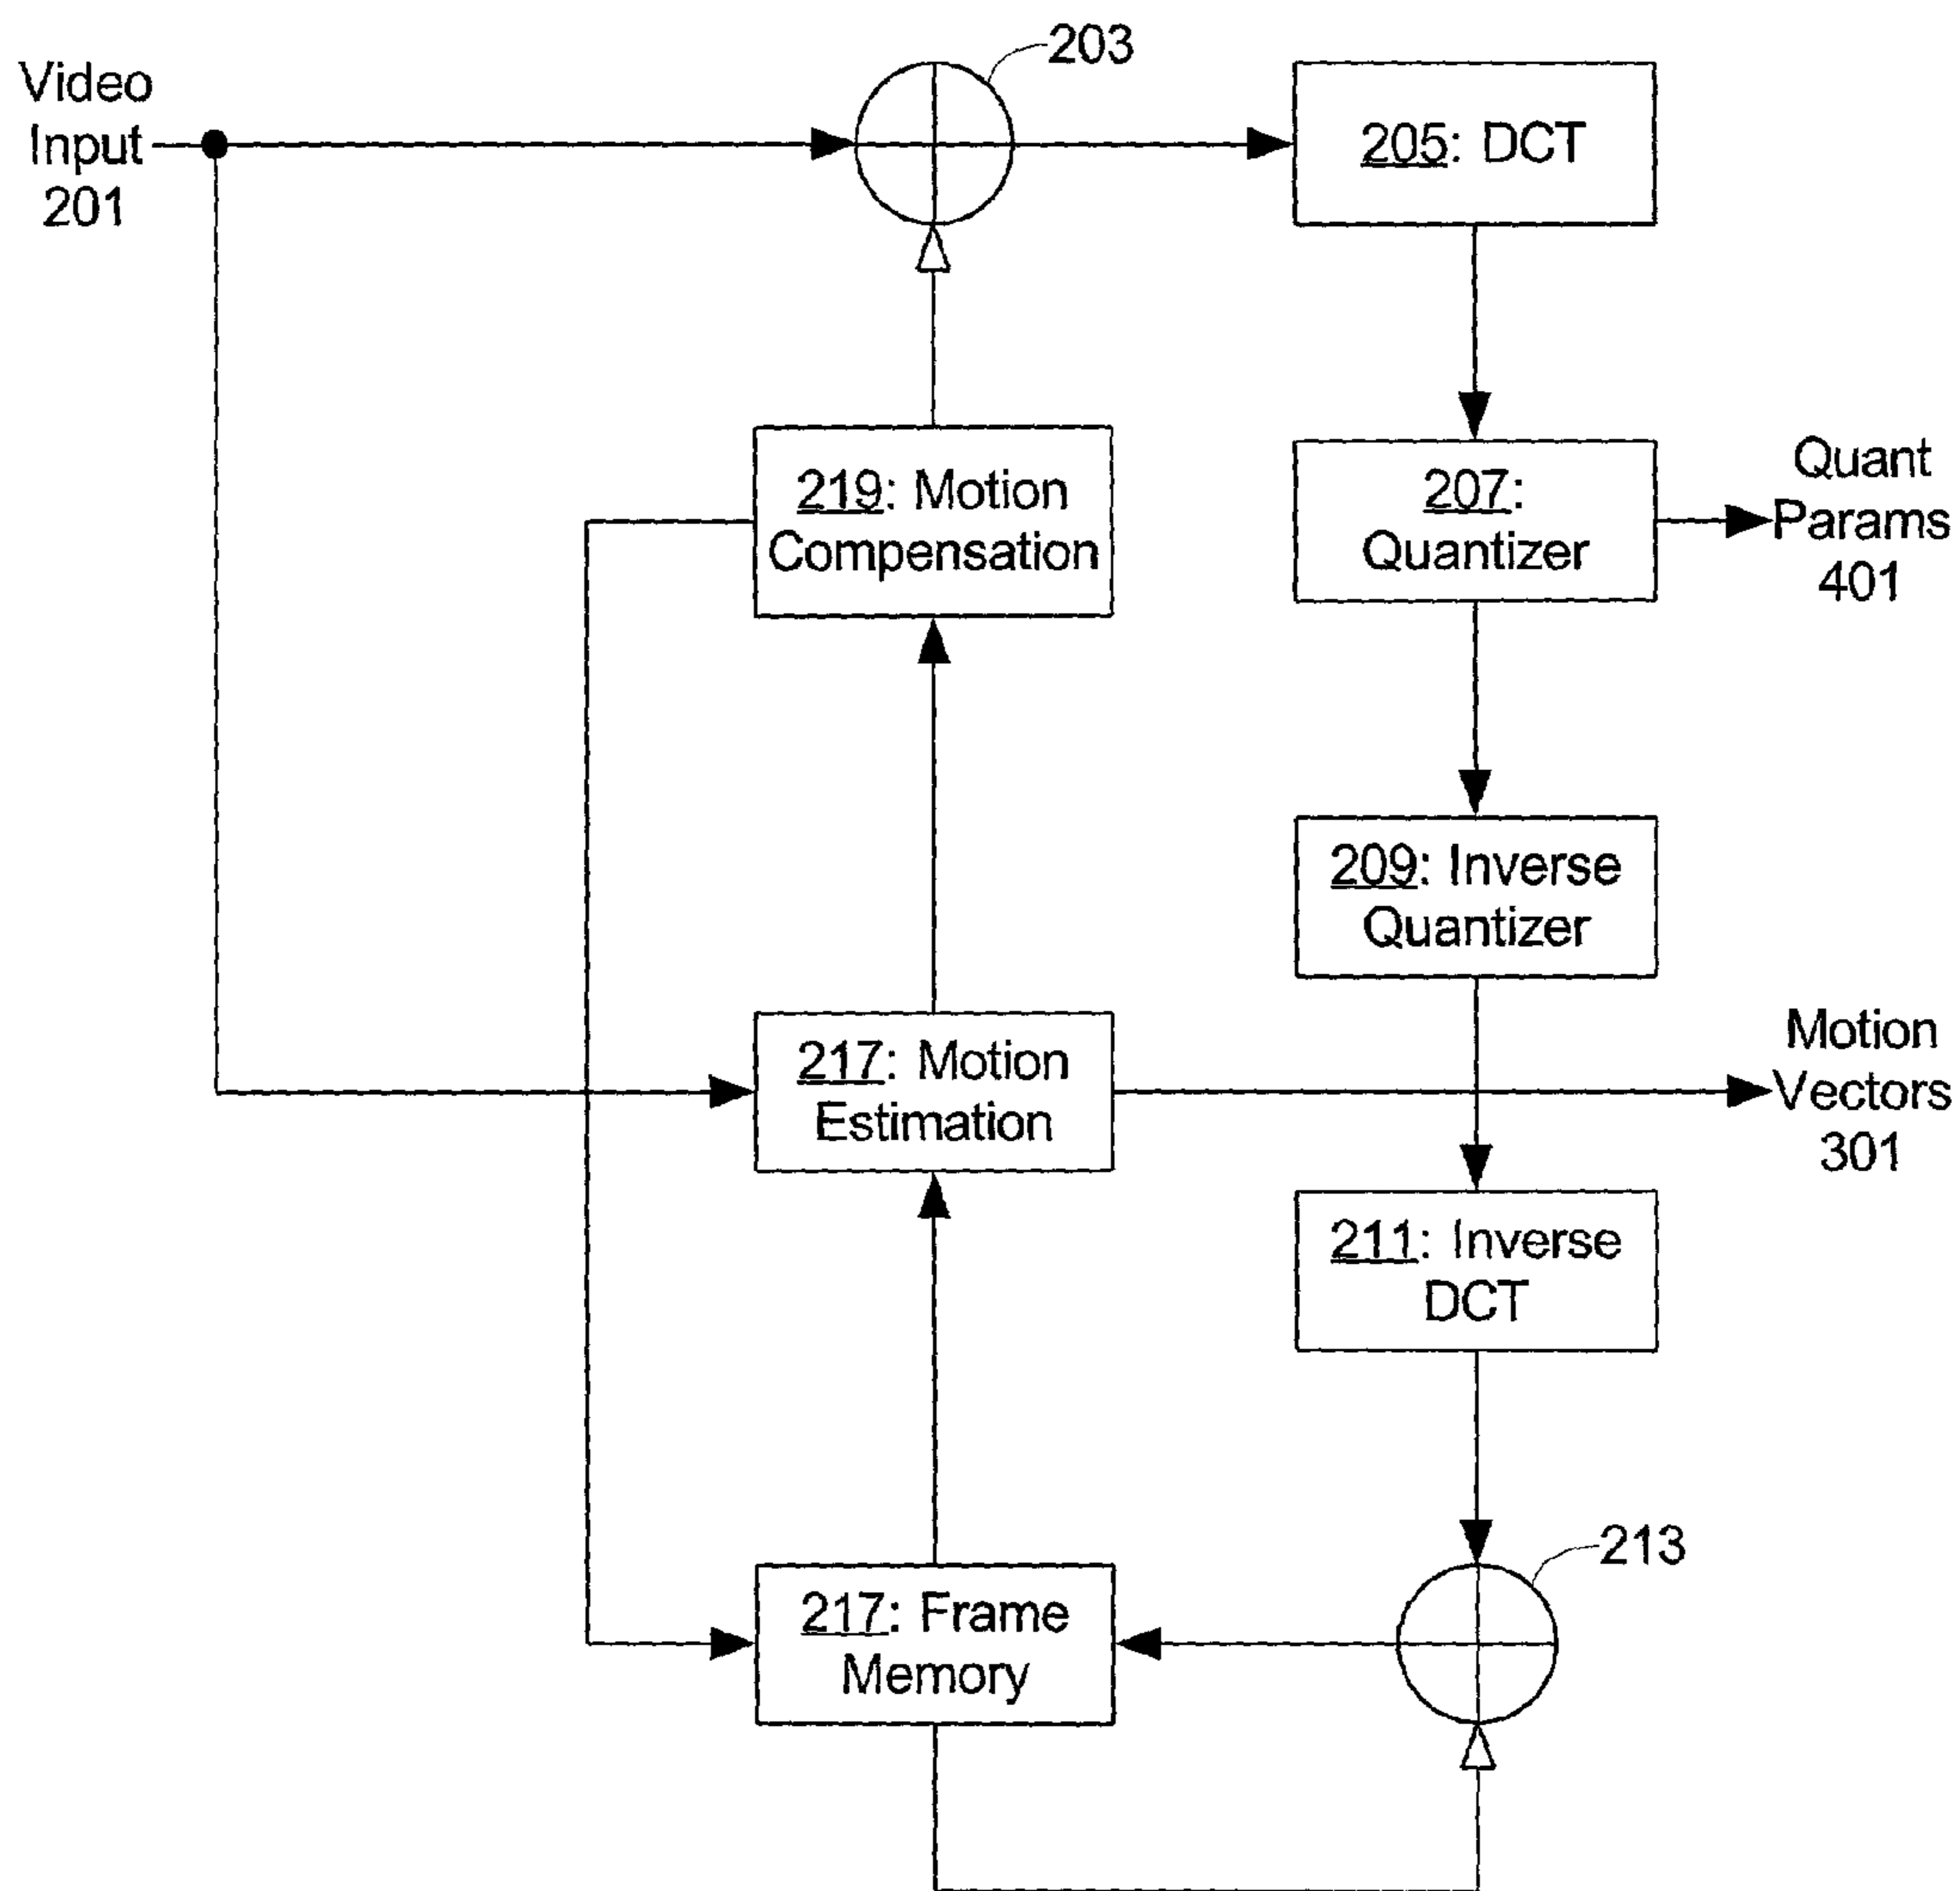 203
Video
Input
201
205: DCT
219: Motion
Compensation
207:
Quantizer
Quant
Params
401
209: Inverse
Quantizer
217: Motion
Estimation
Motion
Vectors
301
211: Inverse
DCT
213
217: Frame
Memory